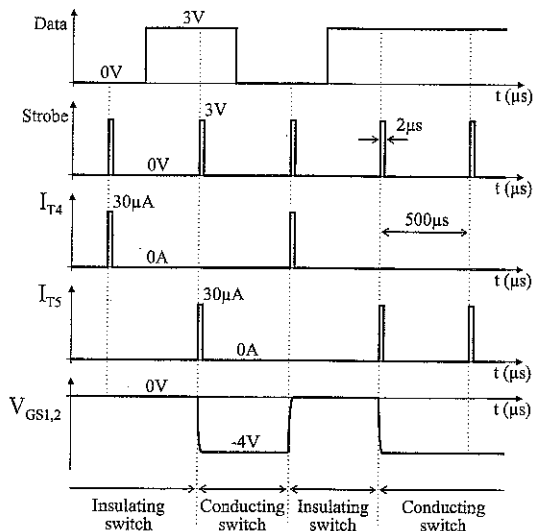 Data
3V
0V
t (μs)
Strobe
3V
2μs
0V
t (μs)
I_T4
30μA
500μs
0A
t (μs)
I_T5
30μA
0A
t (μs)
V_GS1,2
0V
t (μs)
-4V
Insulating switch
Conducting switch
Insulating switch
Conducting switch